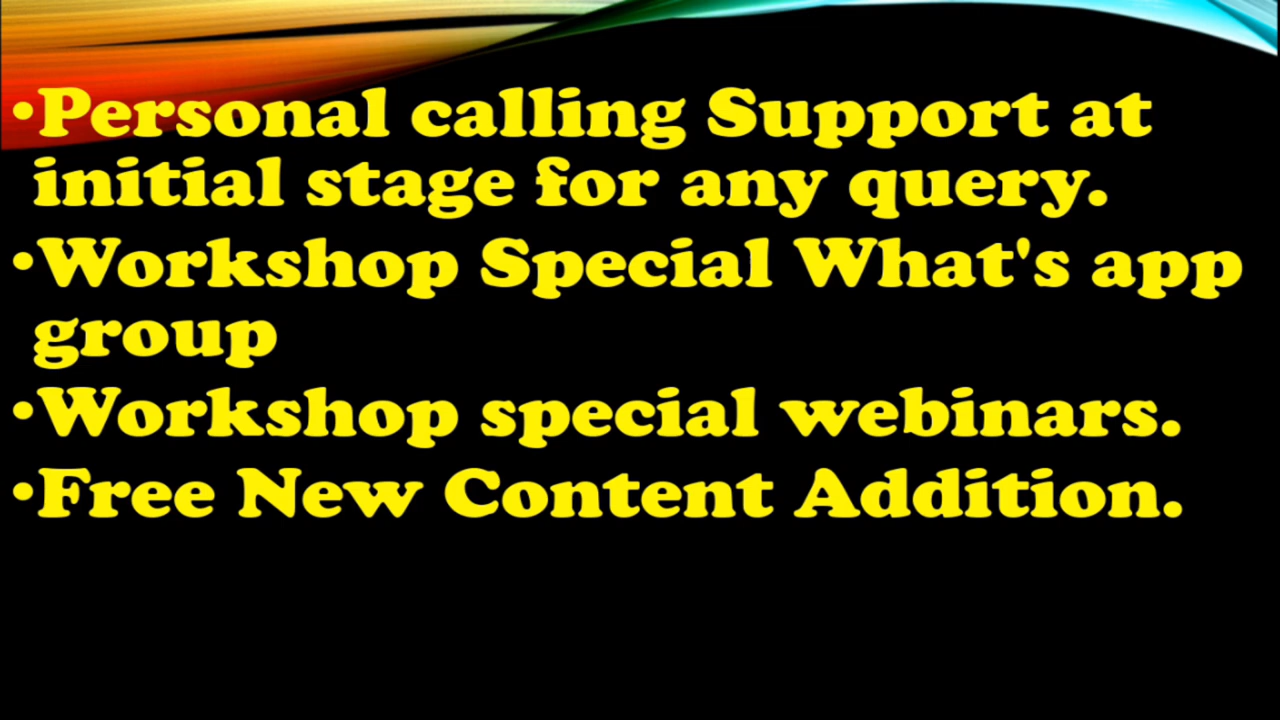 •Personal calling Support at
initial stage for any query.
•Workshop Special What's app
group
•Workshop special webinars.
•Free New Content Addition.